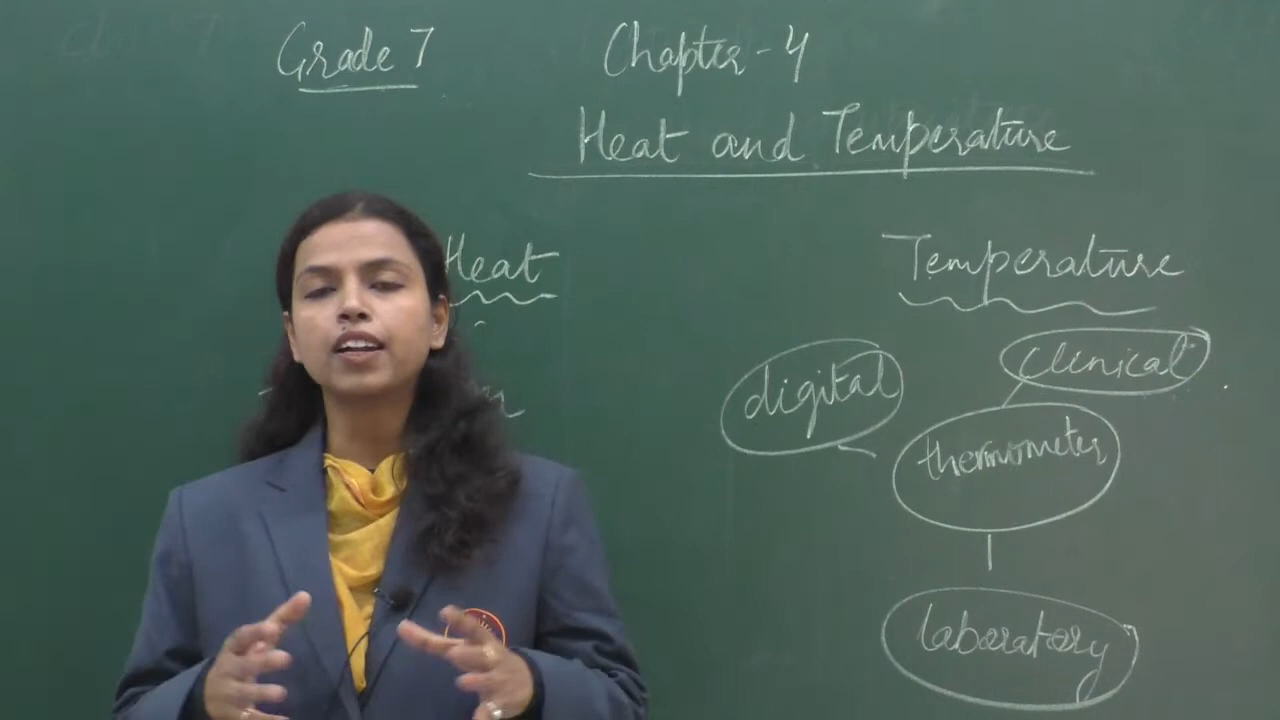 Grade 7
Chapter - 4
Heat and Temperature
Heat
Temperature
clinical
digital
thermometer
laboratory